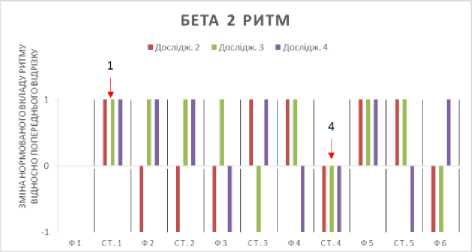 БЕТА 2 РИТМ
Дослідж. 2 Дослідж. 3 Дослідж. 4
ЗМІНА НОРМОВАНОГО ВКЛАДУ РИТМУ
ВІДНОСНО ПОПЕРЕДНЬОГО ВІДРІЗКУ
1
4
1
0
-1
Ф1 СТ.1 Ф2 СТ.2 Ф3 СТ.3 Ф4 СТ.4 Ф5 СТ.5 Ф6